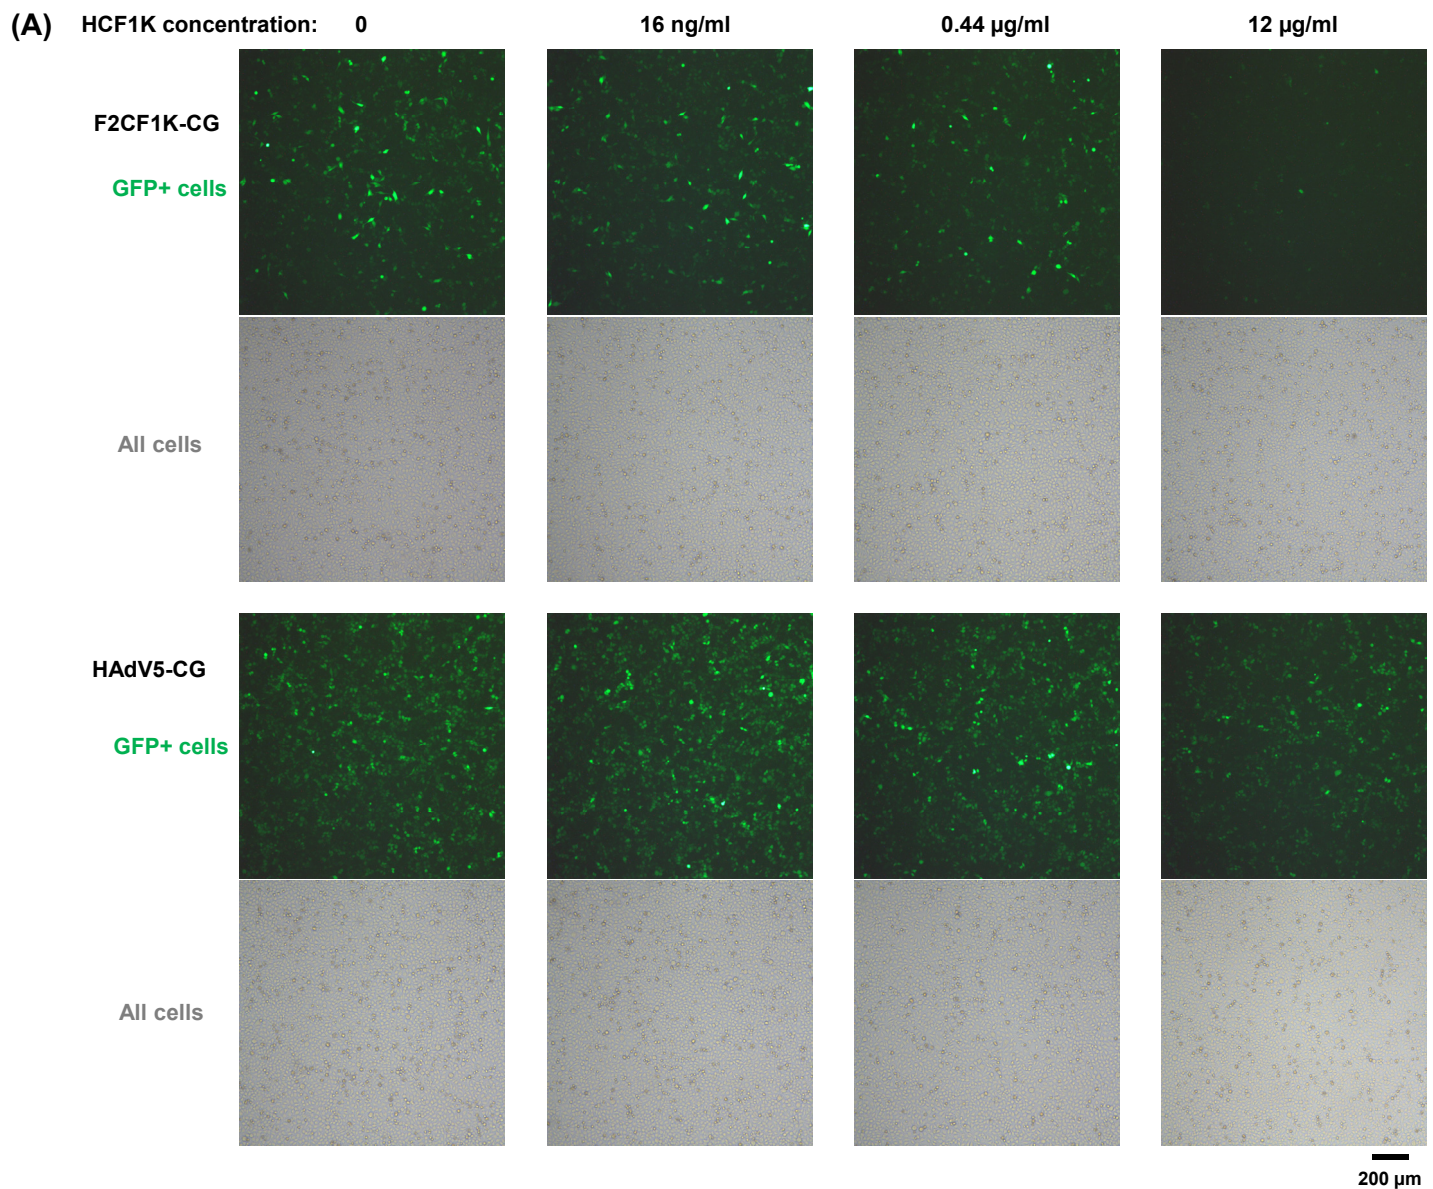 (A) HCF1K concentration: 0 16 ng/ml 0.44 µg/ml 12 µg/ml
F2CF1K-CG
GFP+ cells
All cells
HAdV5-CG
GFP+ cells
All cells
200 µm